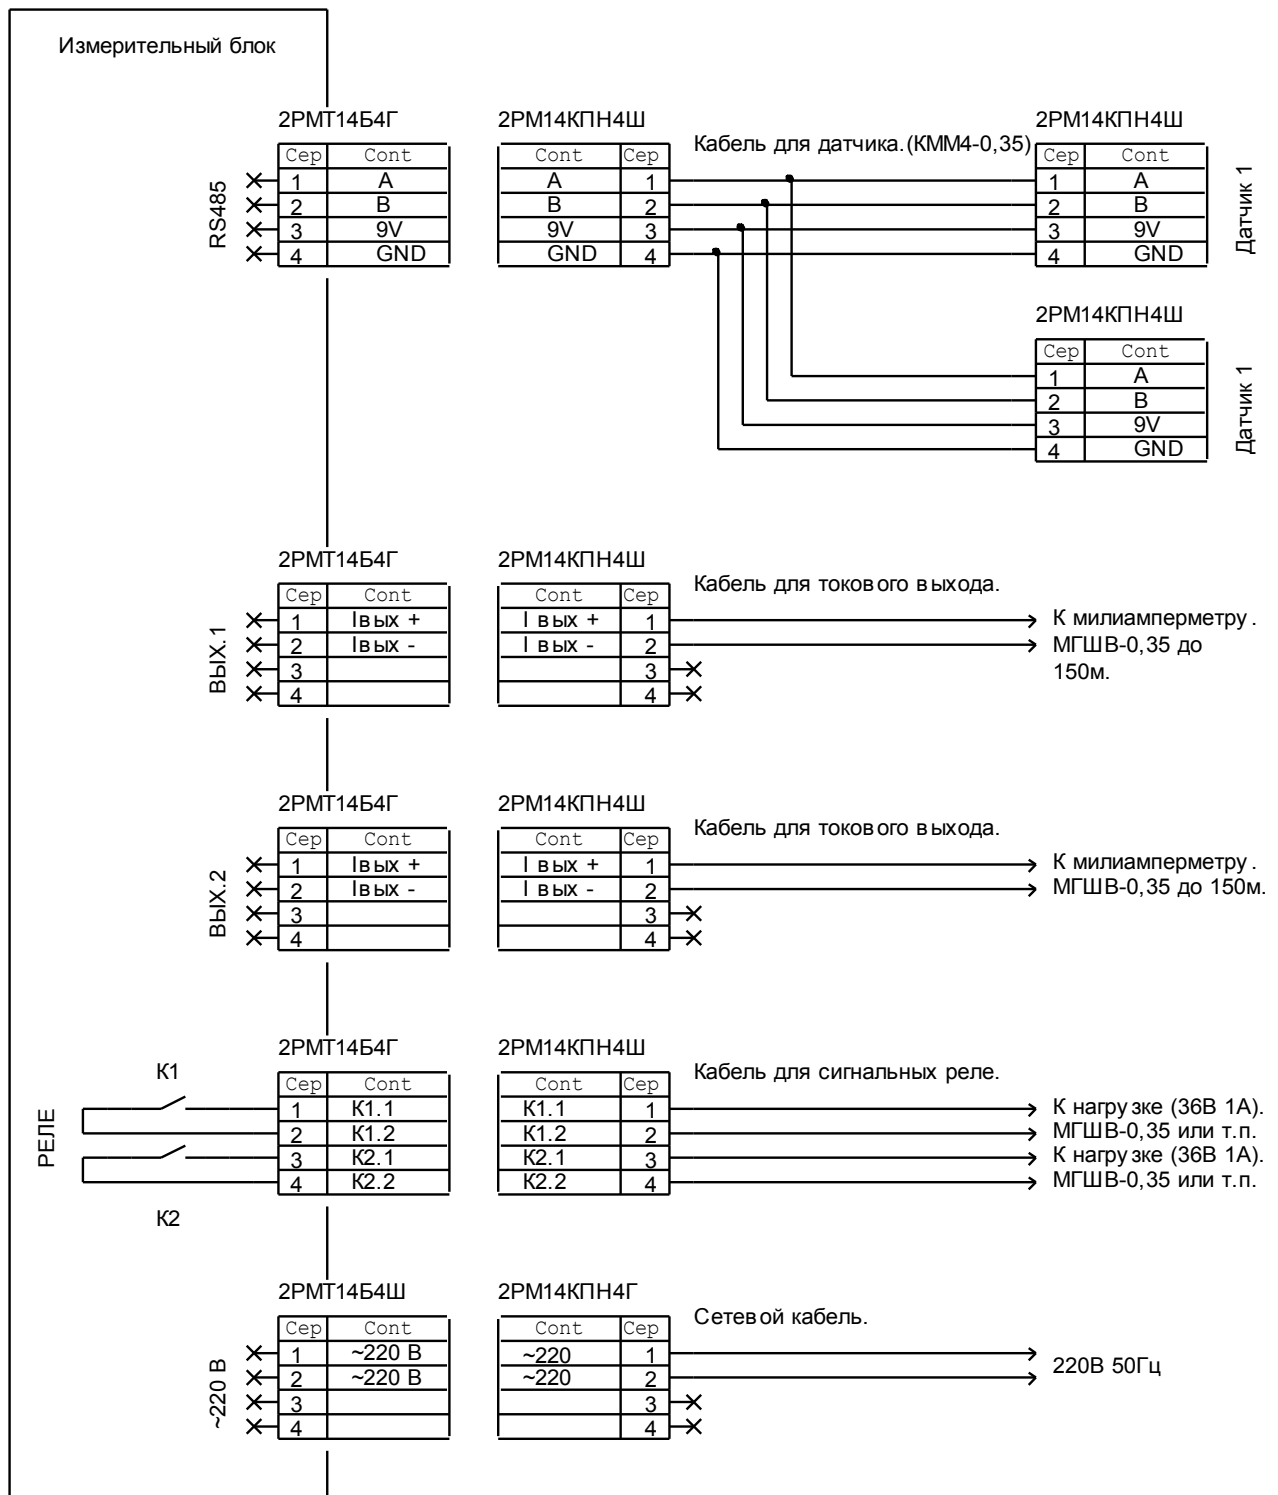 Измерительный блок
2РМТ14Б4Г
2РМ14КПН4Ш
Кабель для датчика.(КММ4-0,35)
2РМ14КПН4Ш
Cep Cont
Cont Cep
Cep Cont
1 A
A 1
1 A
2 B
B 2
2 B
3 9V
9V 3
3 9V
4 GND
GND 4
4 GND
RS485
Датчик 1
2РМ14КПН4Ш
Cep Cont
1 A
2 B
3 9V
4 GND
Датчик 1
2РМТ14Б4Г
2РМ14КПН4Ш
Кабель для токового выхода.
Cep Cont
Cont Cep
1 Iвых +
I вых + 1
К милиамперметру.
2 Iвых -
I вых - 2
МГШВ-0,35 до
150м.
3
3
4
4
ВЫХ.1
2РМТ14Б4Г
2РМ14КПН4Ш
Кабель для токового выхода.
Cep Cont
Cont Cep
1 Iвых +
I вых + 1
К милиамперметру.
2 Iвых -
I вых - 2
МГШВ-0,35 до 150м.
3
3
4
4
ВЫХ.2
2РМТ14Б4Г
2РМ14КПН4Ш
Кабель для сигнальных реле.
К1
Cep Cont
Cont Cep
1 К1.1
К1.1 1
К нагрузке (36В 1А).
2 К1.2
К1.2 2
МГШВ-0,35 или т.п.
3 К2.1
К2.1 3
К нагрузке (36В 1А).
4 К2.2
К2.2 4
МГШВ-0,35 или т.п.
РЕЛЕ
К2
2РМТ14Б4Ш
2РМ14КПН4Г
Сетевой кабель.
Cep Cont
Cont Cep
1 ~220 В
~220 1
2 ~220 В
~220 2
220В 50Гц
3
3
4
4
~220 В